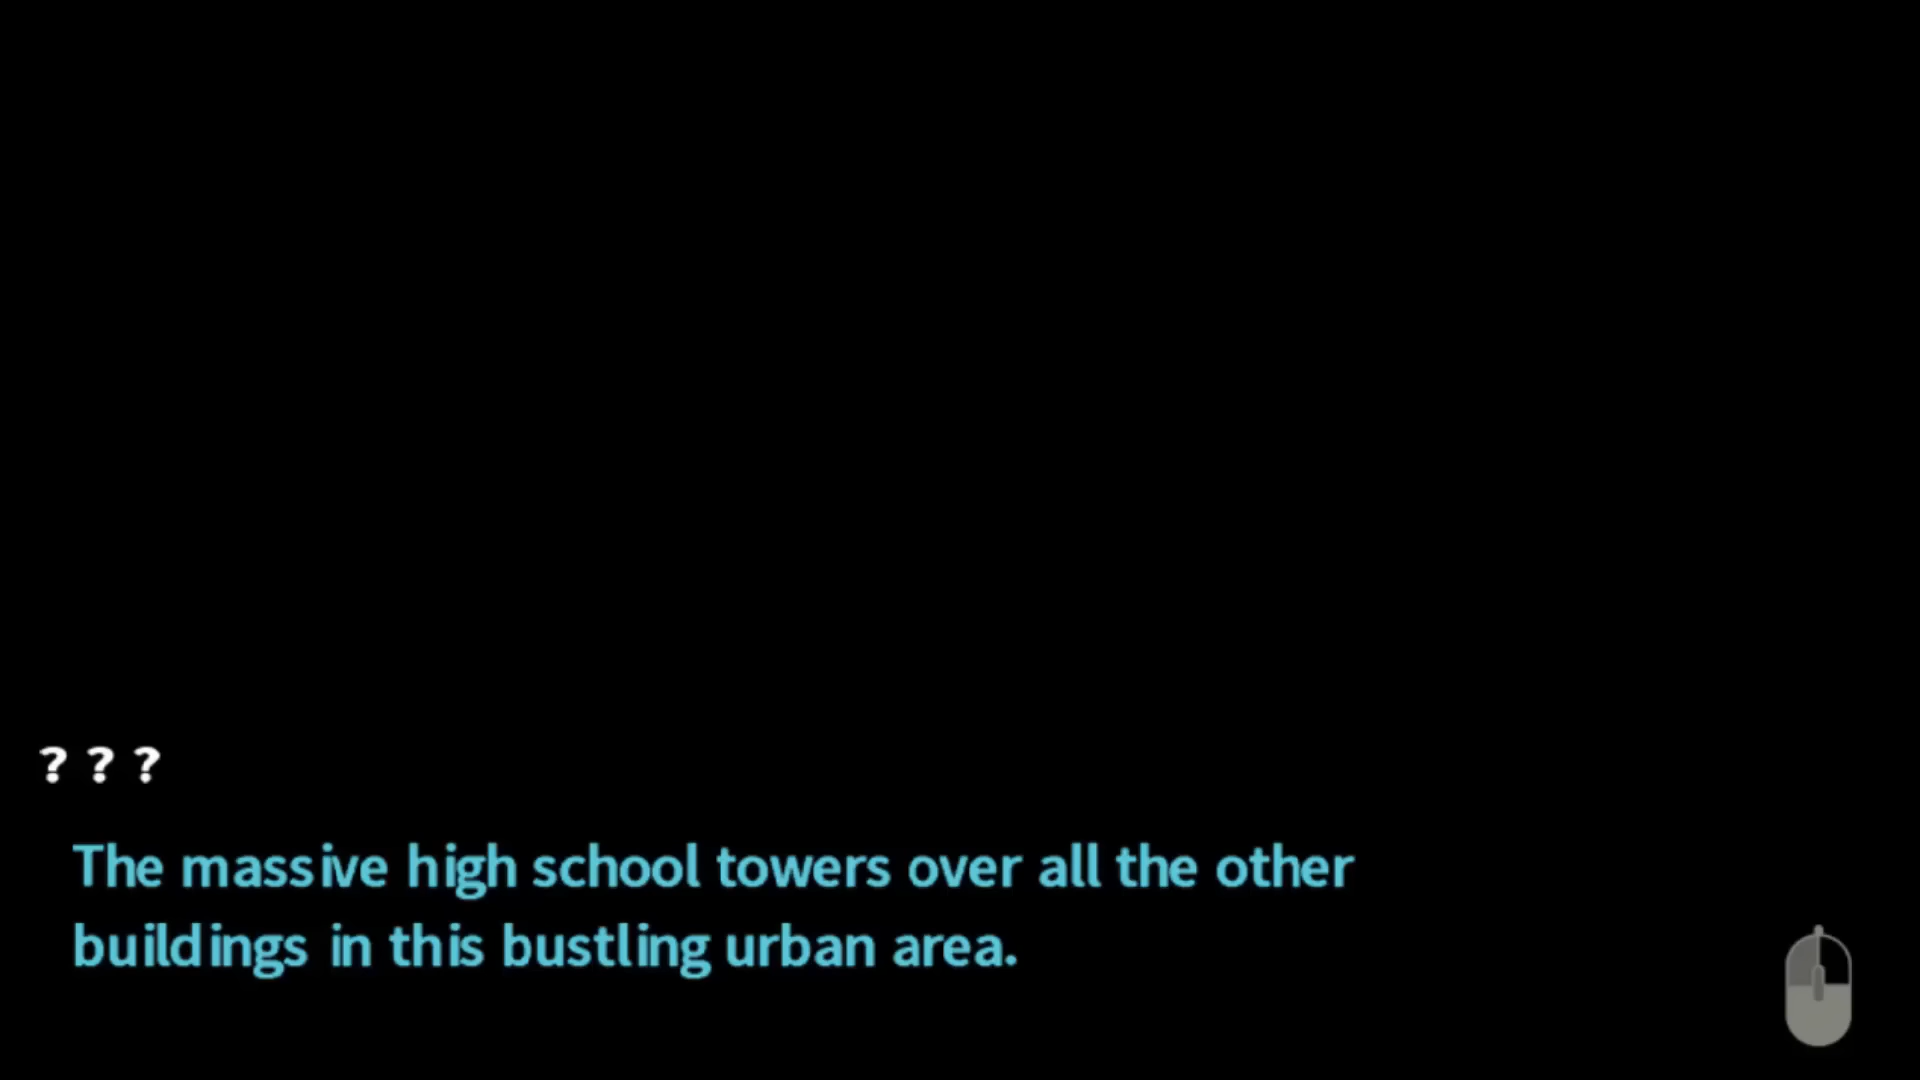 ? ? ?
The massive high school towers over all the other
buildings in this bustling urban area.